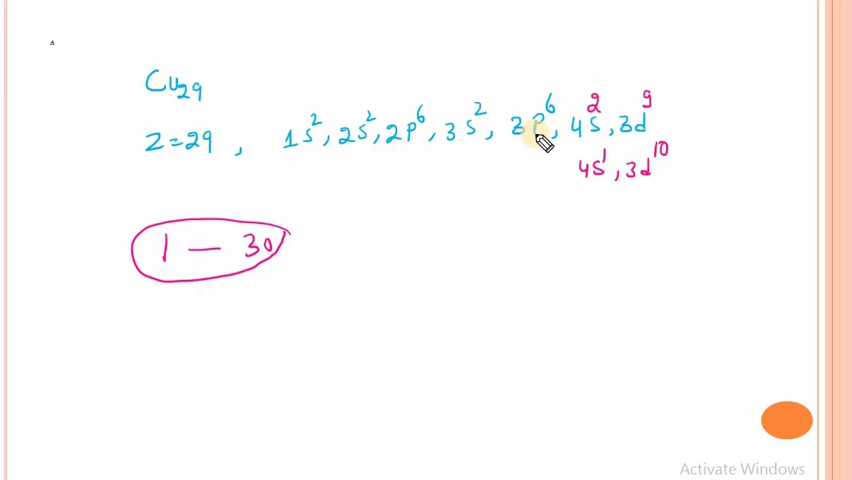 Cu₂₉
Z=29, 1s², 2s², 2p⁶, 3s², 3p⁶, 4s², 3d⁹
4s¹, 3d¹⁰
1 — 30
Activate Windows